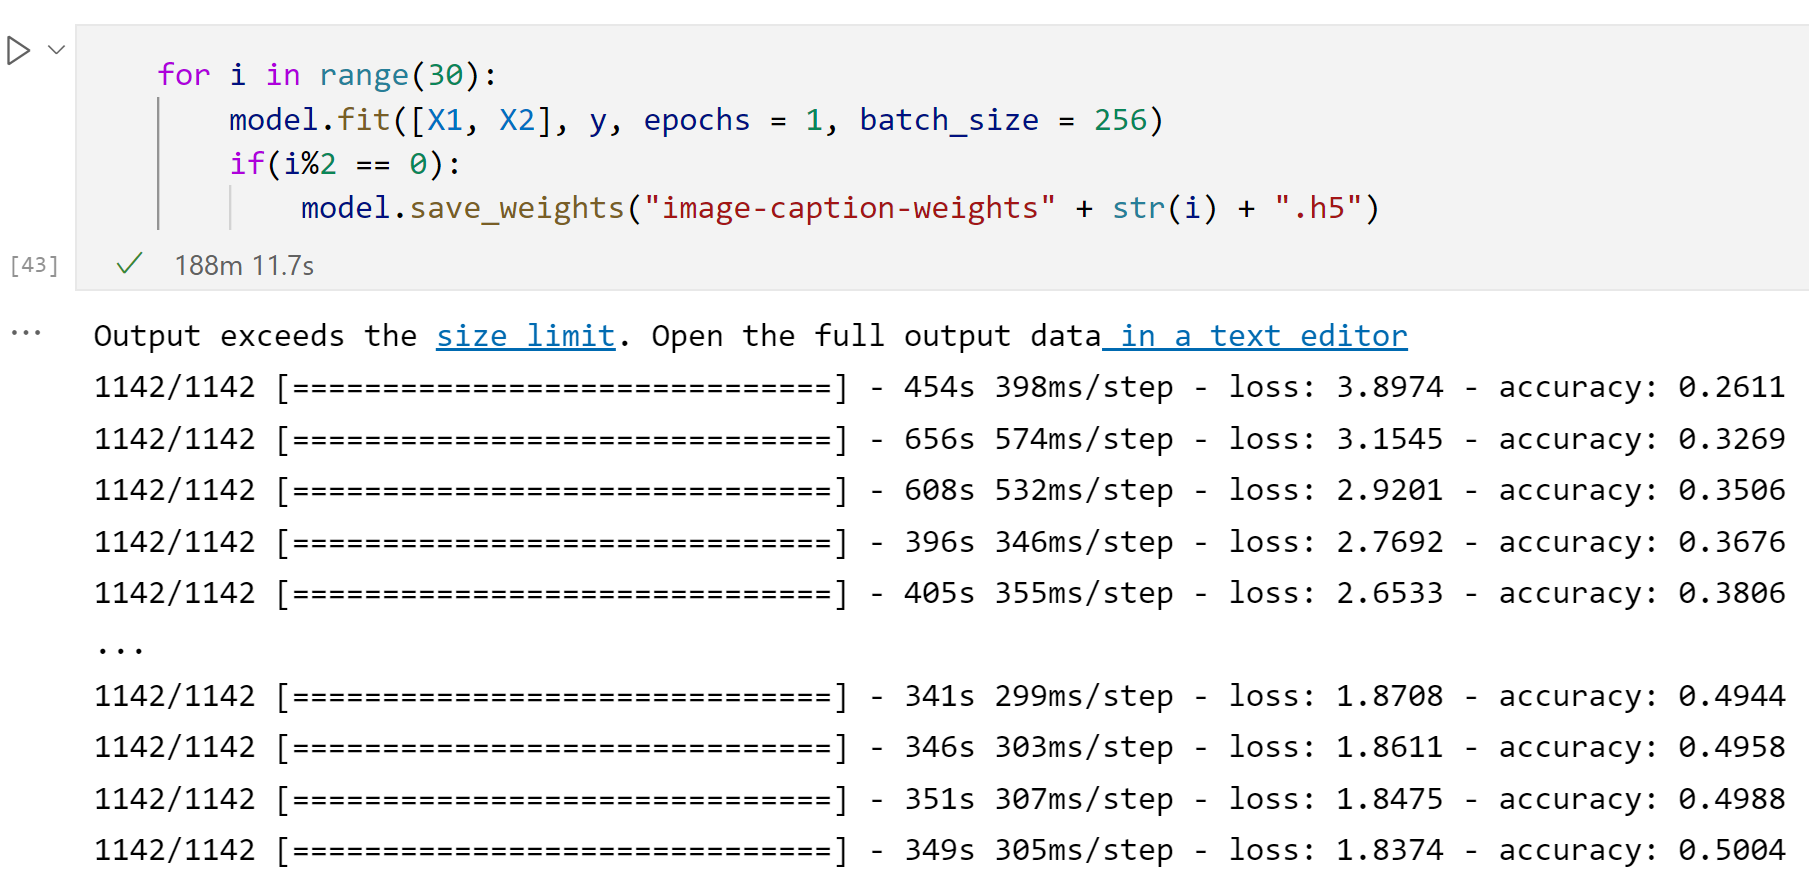 for i in range(30):
model.fit([X1, X2], y, epochs = 1, batch_size = 256)
if(i%2 == 0):
model.save_weights("image-caption-weights" + str(i) + ".h5")
[43] 188m 11.7s
... Output exceeds the size limit. Open the full output data in a text editor
1142/1142 [==============================] - 454s 398ms/step - loss: 3.8974 - accuracy: 0.2611
1142/1142 [==============================] - 656s 574ms/step - loss: 3.1545 - accuracy: 0.3269
1142/1142 [==============================] - 608s 532ms/step - loss: 2.9201 - accuracy: 0.3506
1142/1142 [==============================] - 396s 346ms/step - loss: 2.7692 - accuracy: 0.3676
1142/1142 [==============================] - 405s 355ms/step - loss: 2.6533 - accuracy: 0.3806
...
1142/1142 [==============================] - 341s 299ms/step - loss: 1.8708 - accuracy: 0.4944
1142/1142 [==============================] - 346s 303ms/step - loss: 1.8611 - accuracy: 0.4958
1142/1142 [==============================] - 351s 307ms/step - loss: 1.8475 - accuracy: 0.4988
1142/1142 [==============================] - 349s 305ms/step - loss: 1.8374 - accuracy: 0.5004